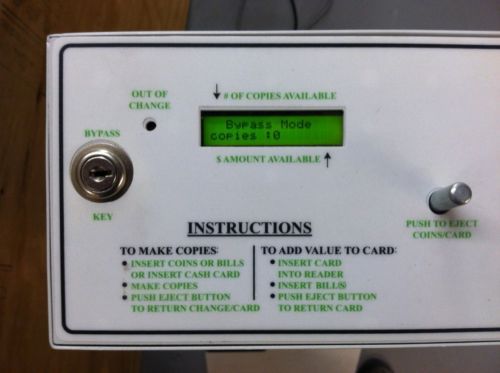 ↓ # OF COPIES AVAILABLE
OUT OF
CHANGE
Bypass Mode
copies :0
BYPASS
$ AMOUNT AVAILABLE ↑
KEY
PUSH TO EJECT
COINS/CARD
INSTRUCTIONS
TO MAKE COPIES:
• INSERT COINS OR BILLS
OR INSERT CASH CARD
• MAKE COPIES
• PUSH EJECT BUTTON
TO RETURN CHANGE/CARD
TO ADD VALUE TO CARD:
• INSERT CARD
INTO READER
• INSERT BILL(S)
• PUSH EJECT BUTTON
TO RETURN CARD